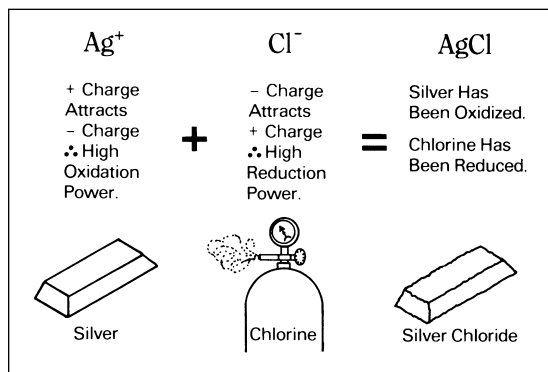 Ag⁺
+ Charge
Attracts
– Charge
∴ High
Oxidation
Power.
+
Cl⁻
– Charge
Attracts
+ Charge
∴ High
Reduction
Power.
=
AgCl
Silver Has
Been Oxidized.
Chlorine Has
Been Reduced.
Silver
Chlorine
Silver Chloride